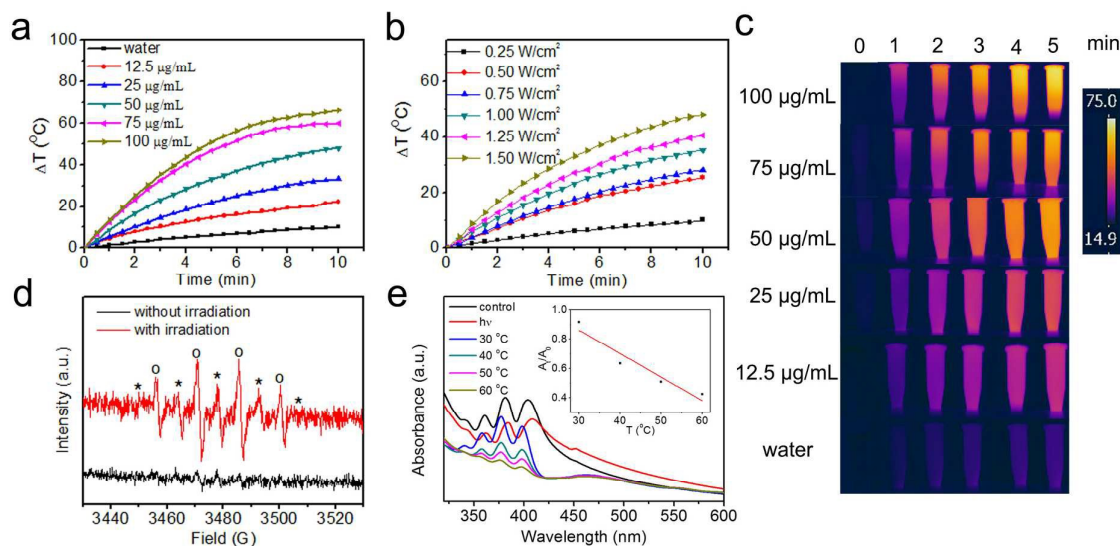 a
100
80
60
40
20
0
ΔT (°C)
water
12.5 µg/mL
25 µg/mL
50 µg/mL
75 µg/mL
100 µg/mL
0 2 4 6 8 10
Time (min)
b
60
40
20
0
ΔT (°C)
0.25 W/cm²
0.50 W/cm²
0.75 W/cm²
1.00 W/cm²
1.25 W/cm²
1.50 W/cm²
0 2 4 6 8 10
Time (min)
c
0 1 2 3 4 5 min
100 µg/mL
75 µg/mL
50 µg/mL
25 µg/mL
12.5 µg/mL
water
75.0
14.9
d
without irradiation
with irradiation
Intensity (a.u.)
* o * o * o * o *
3440 3460 3480 3500 3520
Field (G)
e
control
hν
30 °C
40 °C
50 °C
60 °C
Absorbance (a.u.)
1.0
0.8
0.6
0.4
Aₜ/A₀
30 40 50 60
T (°C)
350 400 450 500 550 600
Wavelength (nm)